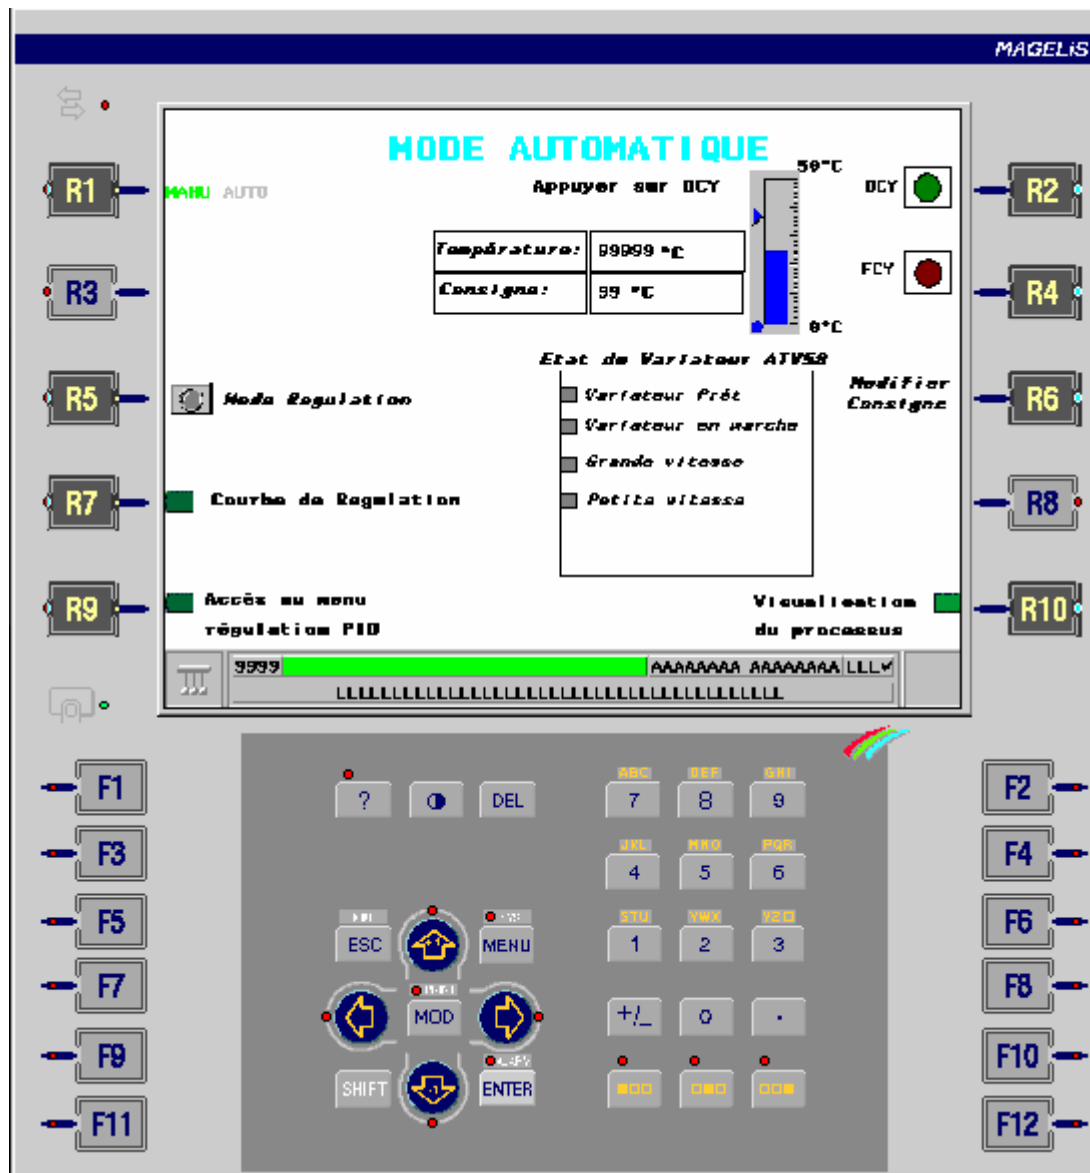 MAGELiS
MODE AUTOMATIQUE
50°C
R1
MANU AUTO
Appuyer sur DCY
DCY
R2
Température:
99999 °C
FCY
R3
Consigne:
99 °C
R4
0°C
Etat de Variateur ATV58
R5
Mode Regulation
Variateur Prêt
Modifier
Consigne
R6
Variateur en marche
Grande vitesse
R7
Courbe de Regulation
Petite vitesse
R8
R9
Accès au menu
régulation PID
Visualisation
du processus
R10
9999
AAAAAAAA AAAAAAAA
LLL
LLLLLLLLLLLLLLLLLLLLLLLLLLLLLLLLLLLLLLLL
F1
?
DEL
ABC
DEF
GHI
7
8
9
F2
F3
JKL
MNO
PQR
4
5
6
F4
F5
STU
VWX
YZ
ESC
MENU
1
2
3
F6
F7
MOD
+/_
0
.
F8
F9
F10
SHIFT
ENTER
F11
F12